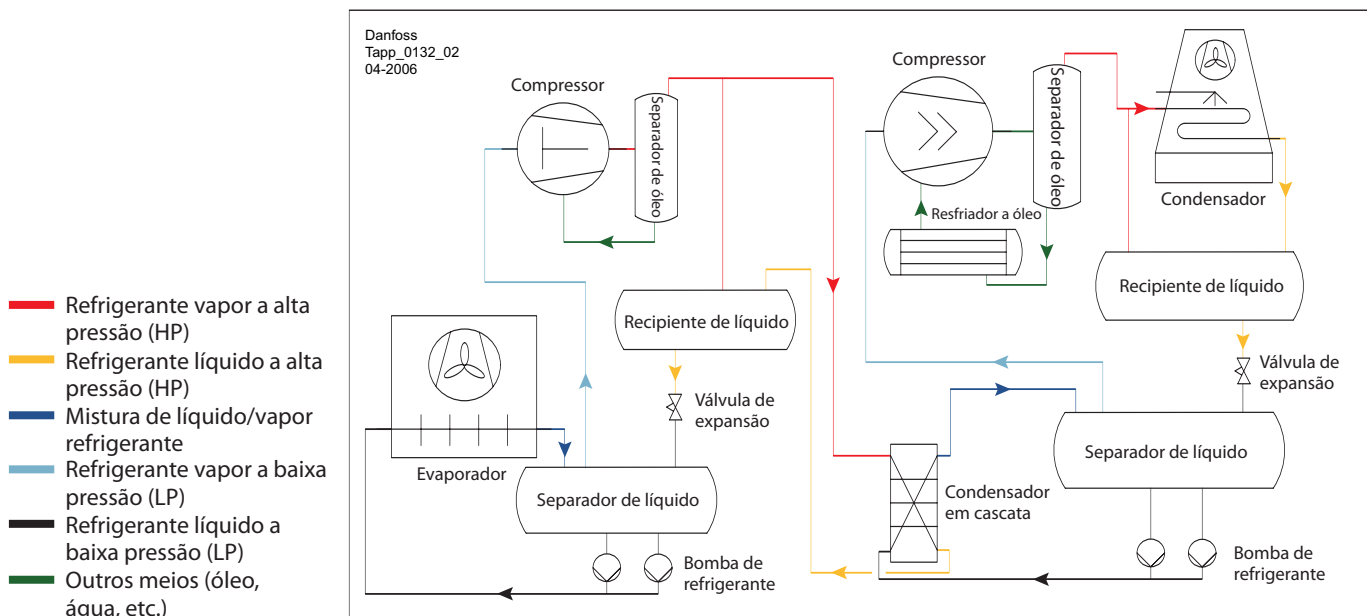 Danfoss
Tapp_0132_02
04-2006
Compressor
Separador de óleo
Compressor
Separador de óleo
Condensador
Resfriador a óleo
Recipiente de líquido
Recipiente de líquido
Válvula de
expansão
Válvula de
expansão
Evaporador
Separador de líquido
Condensador
em cascata
Separador de líquido
Bomba de
refrigerante
Bomba de
refrigerante
Refrigerante vapor a alta
pressão (HP)
Refrigerante líquido a alta
pressão (HP)
Mistura de líquido/vapor
refrigerante
Refrigerante vapor a baixa
pressão (LP)
Refrigerante líquido a
baixa pressão (LP)
Outros meios (óleo,
água, etc.)